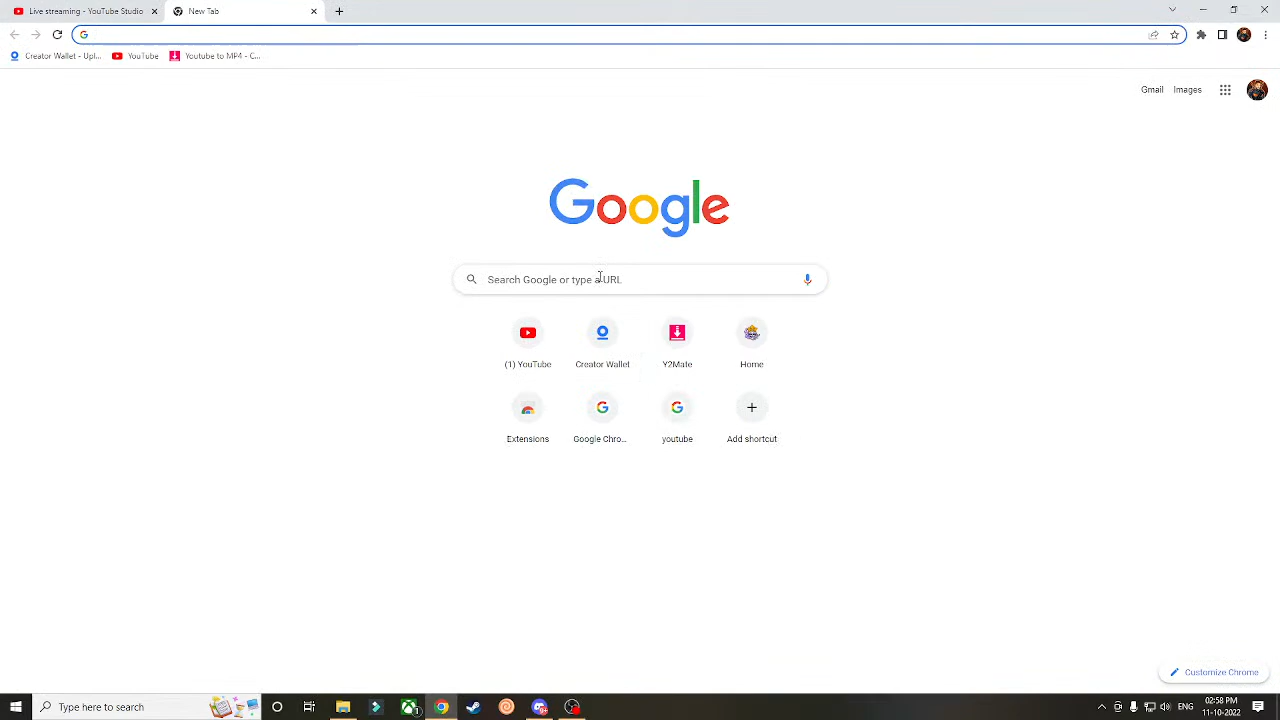 Live streaming - YouTube Studio
New Tab
Creator Wallet - Upl...
YouTube
Youtube to MP4 - C...
Gmail
Images
Google
Search Google or type a URL
(1) YouTube
Creator Wallet
Y2Mate
Home
Extensions
Google Chro...
youtube
Add shortcut
Customize Chrome
Type here to search
1
ENG
02:58 PM
11-10-2022